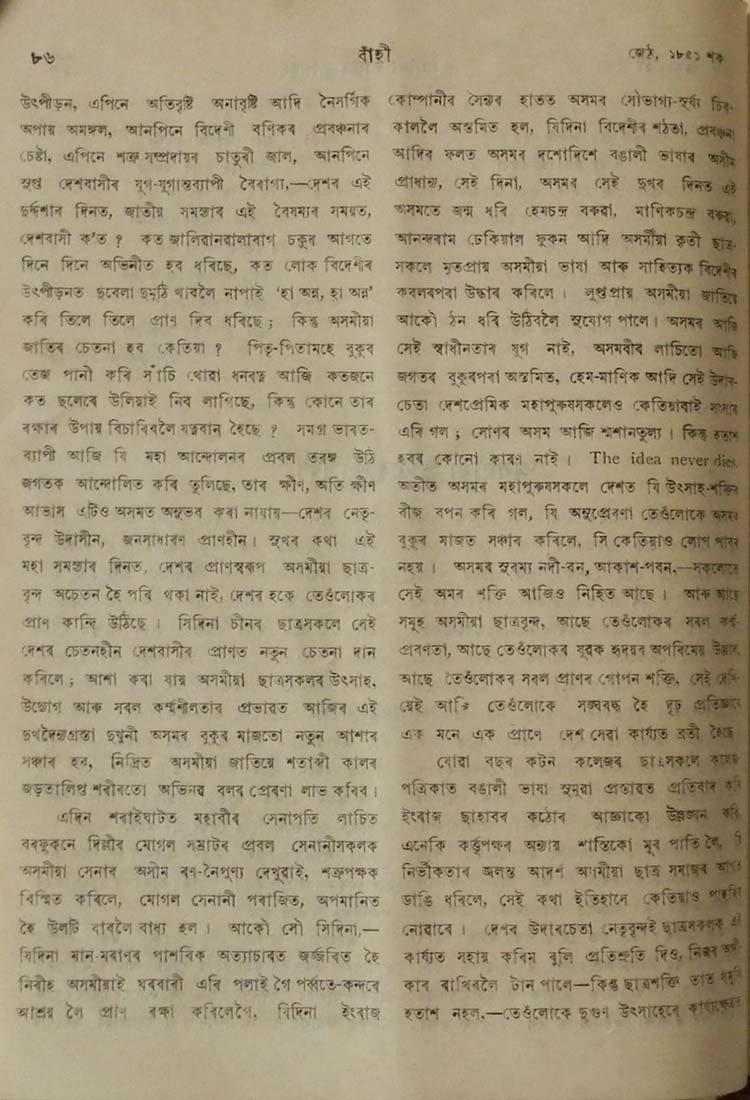 ৮৬
বাঁহী
জেঠ, ১৮৫১ শক
উৎপীড়ন, এপিনে অতিবৃষ্টি অনাবৃষ্টি আদি নৈসৰ্গিক
অপায় অমঙ্গল, আনপিনে বিদেশী বণিকৰ প্ৰবঞ্চনাৰ
চেষ্টা, এপিনে শত্ৰু সম্প্ৰদায়ৰ চাতুৰী জাল, আনপিনে
সুপ্ত দেশবাসীৰ যুগ-যুগান্তব্যাপী বৈৰাগ্য,—দেশৰ এই
দুৰ্দ্দশাৰ দিনত, জাতীয় সমস্তাৰ এই বৈষম্যৰ সময়ত,
দেশবাসী ক'ত ? কত জালিৱানৱালাবাগ চকুৰ আগতে
দিনে দিনে অভিনীত হব ধৰিছে, কত লোক বিদেশীৰ
উৎপীড়নত দুবেলা দুমুঠি খাবলৈ নাপাই 'হা অন্ন, হা অন্ন'
কৰি তিলে তিলে প্ৰাণ দিব ধৰিছে ; কিন্তু অসমীয়া
জাতিৰ চেতনা হব কেতিয়া ? পিতৃ-পিতামহে বুকুৰ
তেজ পানী কৰি সাঁচি থোৱা ধনৰত্ন আজি কতজনে
কত ছলেৰে উলিয়াই নিব লাগিছে, কিন্তু কোনে তাৰ
ৰক্ষাৰ উপায় বিচাৰিবলৈ যত্নবান হৈছে ? সমগ্ৰ ভাৰত-
ব্যাপী আজি যি মহা আন্দোলনৰ প্ৰবল তৰঙ্গ উঠি
জগতক আন্দোলিত কৰি তুলিছে, তাৰ ক্ষীণ, অতি ক্ষীণ
আভাস এটিও অসমত অনুভব কৰা নাযায়—দেশৰ নেতৃ-
বৃন্দ উদাসীন, জনসাধাৰণ প্ৰাণহীন। সুখৰ কথা এই
মহা সমস্তাৰ দিনত, দেশৰ প্ৰাণস্বৰূপ অসমীয়া ছাত্ৰ-
বৃন্দ অচেতন হৈ পৰি থকা নাই, দেশৰ হকে তেওঁলোকৰ
প্ৰাণ কান্দি উঠিছে। সিদিনা চীনৰ ছাত্ৰসকলে সেই
দেশৰ চেতনহীন দেশবাসীৰ প্ৰাণত নতুন চেতনা দান
কৰিলে ; আশা কৰা যায় অসমীয়া ছাত্ৰসকলৰ উৎসাহ,
উদ্যোগ আৰু সবল কৰ্ম্মশীলতাৰ প্ৰভাৱত আজিৰ এই
দুখদৈন্যগ্ৰস্তা দুখুনী অসমৰ বুকুৰ মাজতো নতুন আশাৰ
সঞ্চাৰ হব, নিদ্ৰিত অসমীয়া জাতিয়ে শতাব্দী কালৰ
জড়তালিপ্ত শৰীৰতো অভিনৱ বলৰ প্ৰেৰণা লাভ কৰিব।
এদিন শৰাইঘাটত মহাবীৰ সেনাপতি লাচিত
বৰফুকনে দিল্লীৰ মোগল সম্ৰাটৰ প্ৰবল সেনানীসকলক
অসমীয়া সেনাৰ অসীম ৰণ-নৈপুণ্য দেখুৱাই, শত্ৰুপক্ষক
বিস্মিত কৰিলে, মোগল সেনানী পৰাজিত, অপমানিত
হৈ উলটি যাবলৈ বাধ্য হল। আকৌ সৌ সিদিনা,—
যিদিনা মান-মৰাণৰ পাশৱিক অত্যাচাৰত জৰ্জ্জৰিত হৈ
নিৰীহ অসমীয়াই ঘৰবাৰী এৰি পলাই গৈ পৰ্ব্বতে-কন্দৰে
আশ্ৰয় লৈ প্ৰাণ ৰক্ষা কৰিলেগৈ, যিদিনা ইংৰাজ
কোম্পানীৰ সৈন্যৰ হাতত অসমৰ সৌভাগ্য-সূৰ্য্য চিৰ-
কাললৈ অস্তমিত হল, যিদিনা বিদেশীৰ শঠতা, প্ৰবঞ্চনা
আদিৰ ফলত অসমৰ দশোদিশে বঙালী ভাষাৰ অসীম
প্ৰাধান্য, সেই দিনা, অসমৰ সেই দুখৰ দিনত এই
অসমতে জন্ম ধৰি হেমচন্দ্ৰ বৰুৱা, মাণিকচন্দ্ৰ বৰুৱা,
আনন্দৰাম ঢেকিয়াল ফুকন আদি অসমীয়া কৃতী ছাত্ৰ-
সকলে মৃতপ্ৰায় অসমীয়া ভাষা আৰু সাহিত্যক বিদেশীৰ
কবলৰপৰা উদ্ধাৰ কৰিলে। লুপ্তপ্ৰায় অসমীয়া জাতিয়ে
আকৌ ঠন ধৰি উঠিবলৈ সুযোগ পালে। অসমৰ আজি
সেই স্বাধীনতাৰ যুগ নাই, অসমবীৰ লাচিতো আজি
জগতৰ বুকুৰপৰা অস্তমিত, হেম-মাণিক আদি সেই উদাৰ-
চেতা দেশপ্ৰেমিক মহাপুৰুষসকলেও কেতিয়াবাই সংসাৰ
এৰি গল ; সোণৰ অসম আজি শ্মশানতুল্য। কিন্তু হতাশ
হবৰ কোনো কাৰণ নাই। The idea never dies.
অতীত অসমৰ মহাপুৰুষসকলে দেশত যি উৎসাহ-শক্তিৰ
বীজ বপন কৰি গল, যি অনুপ্ৰেৰণা তেওঁলোকে অসমৰ
বুকুৰ মাজত সঞ্চাৰ কৰিলে, সি কেতিয়াও লোপ পাবৰ
নহয়। অসমৰ সুৰম্য নদী-বন, আকাশ-পবন,—সকলোৰে
সেই অমৰ শক্তি আজিও নিহিত আছে। আৰু আছে
সমূহ অসমীয়া ছাত্ৰবৃন্দ, আছে তেওঁলোকৰ সবল কৰ্ম্ম-
প্ৰবণতা, আছে তেওঁলোকৰ যুৱক হৃদয়ৰ অপৰিমেয় উল্লাস,
আছে তেওঁলোকৰ সৰল প্ৰাণৰ গোপন শক্তি, সেই দেখি-
য়েই আজি তেওঁলোকে সঙ্ঘবদ্ধ হৈ দৃঢ় প্ৰতিজ্ঞাৰে
এক মনে এক প্ৰাণে দেশ সেৱা কাৰ্য্যত ব্ৰতী হৈছে
যোৱা বছৰ কটন কলেজৰ ছাত্ৰসকলে কলেজ
পত্ৰিকাত বঙালী ভাষা সুমুৱা প্ৰস্তাৱত প্ৰতিবাদ কৰি
ইংৰাজ ছাহাবৰ কঠোৰ আজ্ঞাকো উল্লঙ্ঘন কৰি
এনেকি কৰ্ত্তৃপক্ষৰ অন্যায় শাস্তিকো মূৰ পাতি লৈ, যি
নিৰ্ভীকতাৰ জলন্ত আদৰ্শ অসমীয়া ছাত্ৰ সমাজৰ আগত
ডাঙি ধৰিলে, সেই কথা ইতিহাসে কেতিয়াও পাহৰিব
নোৱাৰে। দেশৰ উদাৰচেতা নেতৃবৃন্দই ছাত্ৰসকলক এই
কাৰ্য্যত সহায় কৰিম বুলি প্ৰতিশ্ৰুতি দিও, নিজৰ
কাৰ ৰাখিবলৈ টান পালে—কিন্তু ছাত্ৰশক্তি তাত
হতাশ নহল,—তেওঁলোকে দুগুণ উৎসাহেৰে কাৰ্য্যক্ষেত্ৰত